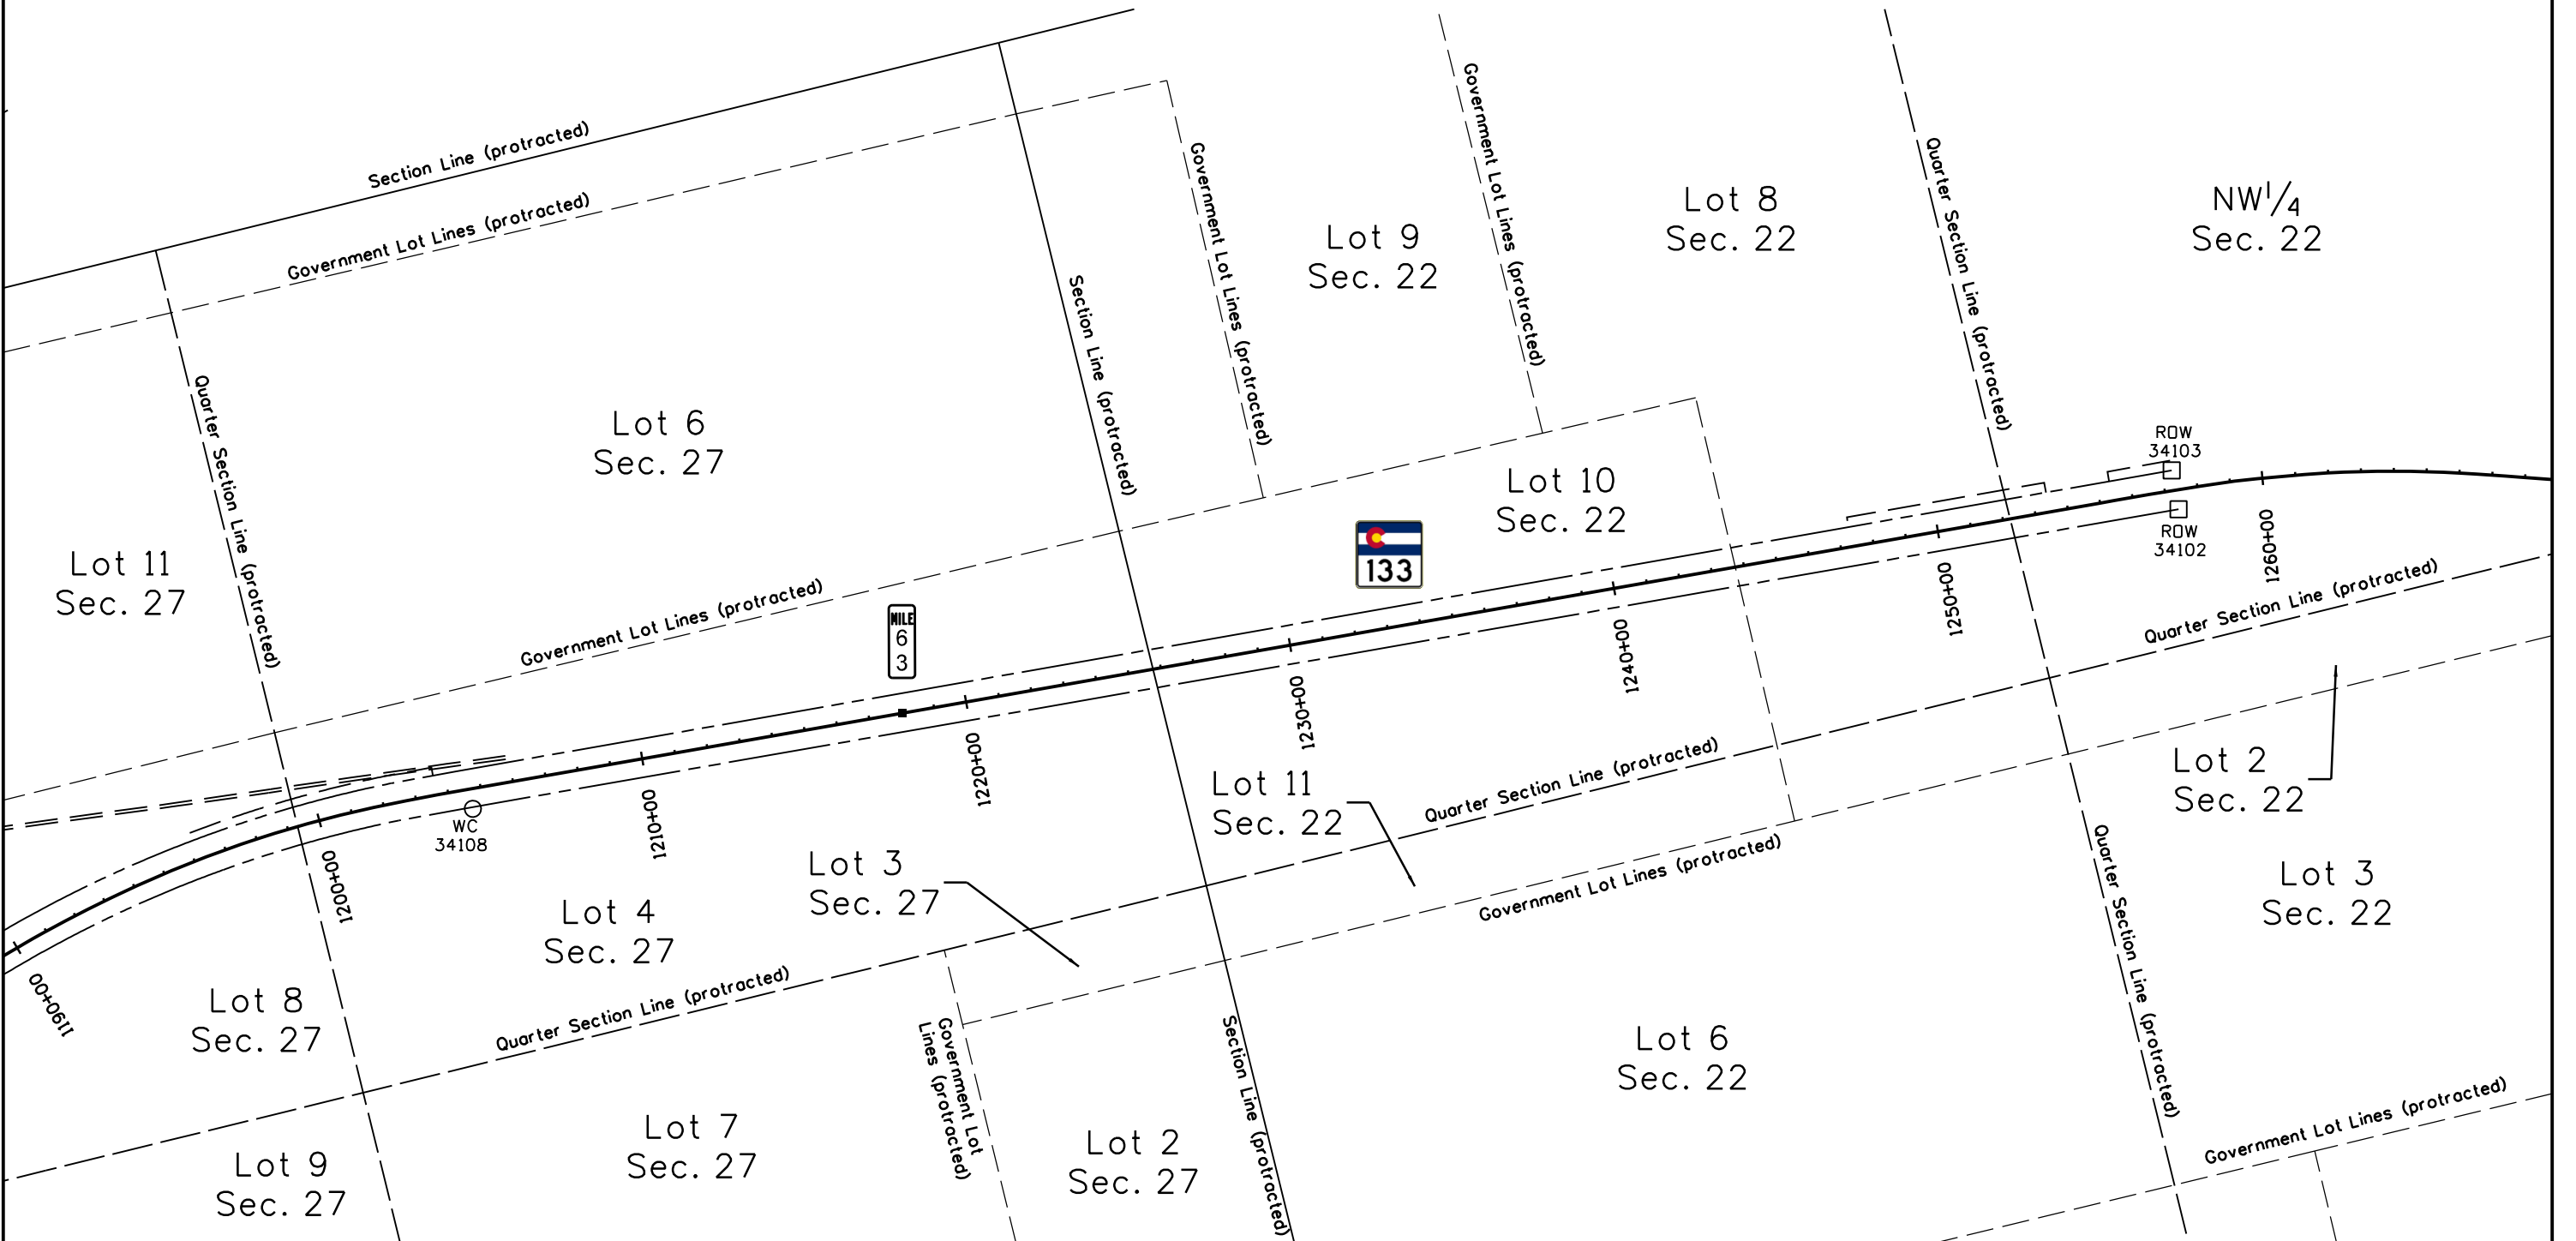 Section Line (protracted)
Government Lot Lines (protracted)
Government Lot Lines (protracted)
Government Lot Lines (protracted)
Quarter Section Line (protracted)
Lot 9
Sec. 22
Lot 8
Sec. 22
NW1/4
Sec. 22
Section Line (protracted)
Quarter Section Line (protracted)
Lot 6
Sec. 27
Lot 10
Sec. 22
ROW
34103
ROW
34102
Lot 11
Sec. 27
133
Government Lot Lines (protracted)
MILE
6
3
1260+00
1250+00
1240+00
1230+00
1220+00
1210+00
1200+00
1190+00
Quarter Section Line (protracted)
WC
34108
Lot 11
Sec. 22
Quarter Section Line (protracted)
Lot 2
Sec. 22
Lot 3
Sec. 27
Lot 4
Sec. 27
Government Lot Lines (protracted)
Lot 3
Sec. 22
Quarter Section Line (protracted)
Lot 8
Sec. 27
Quarter Section Line (protracted)
Government Lot
Lines (protracted)
Section Line (protracted)
Lot 6
Sec. 22
Lot 9
Sec. 27
Lot 7
Sec. 27
Lot 2
Sec. 27
Government Lot Lines (protracted)